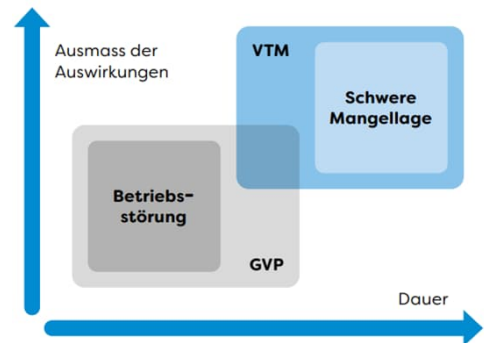 Ausmass der
Auswirkungen
VTM
Schwere
Mangellage
Betriebs-
störung
GVP
Dauer